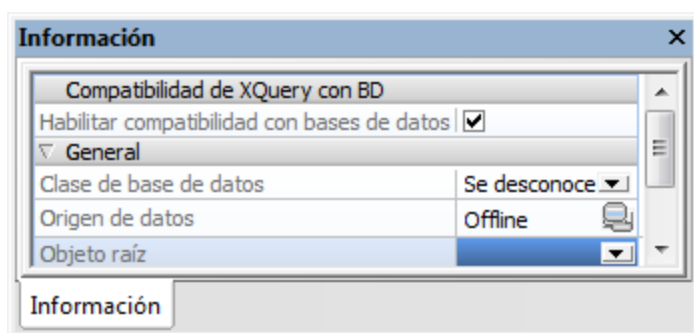 Información
Compatibilidad de XQuery con BD
Habilitar compatibilidad con bases de datos
General
Clase de base de datos Se desconoce
Origen de datos Offline
Objeto raíz
Información